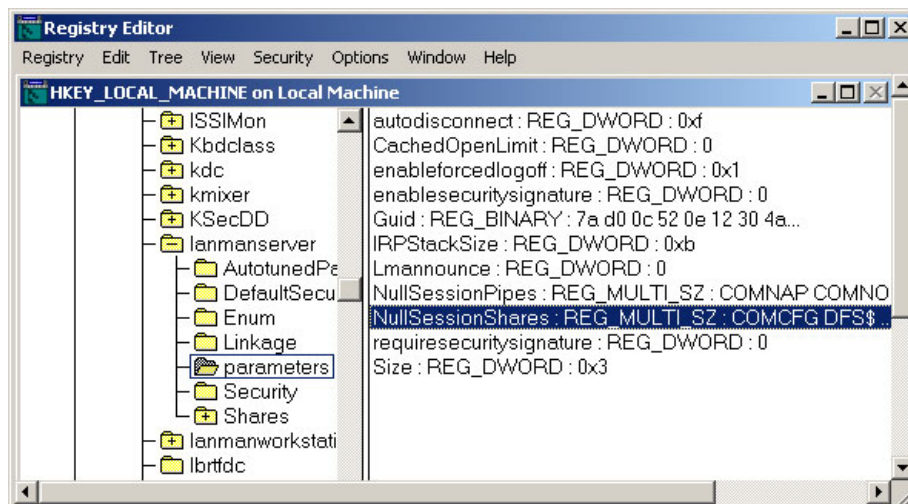 Registry Editor
Registry Edit Tree View Security Options Window Help
HKEY_LOCAL_MACHINE on Local Machine
ISSIMon
Kbdclass
kdc
kmixer
KSecDD
lanmanserver
AutotunedPa
DefaultSecu
Enum
Linkage
parameters
Security
Shares
lanmanworkstati
lbrtfdc
autodisconnect : REG_DWORD : 0xf
CachedOpenLimit : REG_DWORD : 0
enableforcedlogoff : REG_DWORD : 0x1
enablesecuritysignature : REG_DWORD : 0
Guid : REG_BINARY : 7a d0 0c 52 0e 12 30 4a...
IRPStackSize : REG_DWORD : 0xb
Lmannounce : REG_DWORD : 0
NullSessionPipes : REG_MULTI_SZ : COMNAP COMNO
NullSessionShares : REG_MULTI_SZ : COMCFG DFS$ ..
requiresecuritysignature : REG_DWORD : 0
Size : REG_DWORD : 0x3